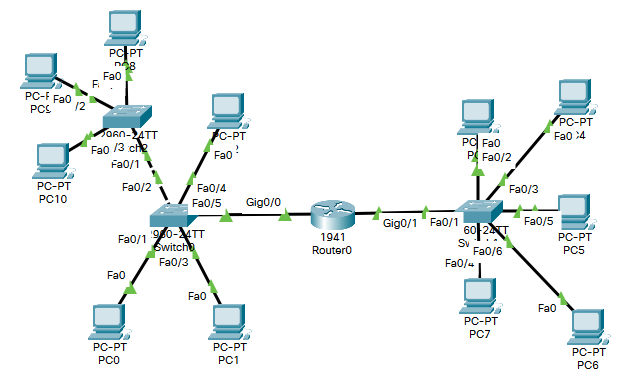 PC-PT
Fa0
Fa0
/2
PC-PT
Fa0
PC10
/3
Fa0/1
Fa0/2
Fa0
Fa0/4
Fa0/5
Gig0/0
Fa0/1
Switch0
Fa0/3
Fa0
PC-PT
PC0
Fa0
PC-PT
PC1
1941
Router0
Gig0/1
Fa0/1
Fa0
Fa0/2
PC-PT
Fa0
Fa0/3
Fa0/5
PC-PT
PC5
Fa0/6
Fa0/4
PC-PT
PC7
Fa0
PC-PT
PC6